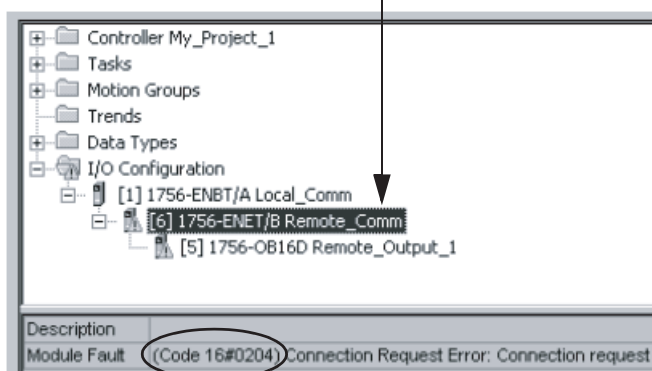 Controller My_Project_1
Tasks
Motion Groups
Trends
Data Types
I/O Configuration
[1] 1756-ENBT/A Local_Comm
[6] 1756-ENET/B Remote_Comm
[5] 1756-OB16D Remote_Output_1
Description
Module Fault (Code 16#0204) Connection Request Error: Connection request